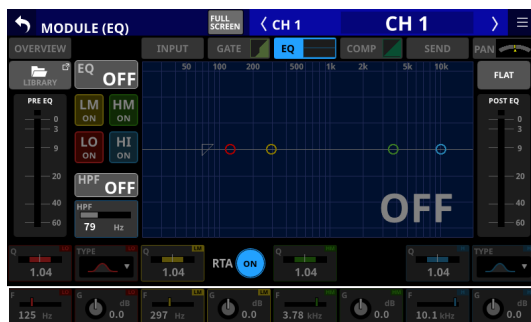 MODULE (EQ)
FULL SCREEN
CH 1
CH 1
OVERVIEW
INPUT
GATE
EQ
COMP
SEND
PAN
LIBRARY
EQ OFF
50 100 200 500 1k 2k 5k 10k
FLAT
PRE EQ
0
3
9
20
40
60
LM ON
HM ON
LO ON
HI ON
HPF OFF
HPF
79 Hz
OFF
POST EQ
0
3
9
20
40
60
Q
1.04
TYPE
Q LM
1.04
RTA ON
Q
1.04
Q
1.04
TYPE
F
125 Hz
G dB
0.0
F LM
297 Hz
G LM
dB
0.0
F
3.78 kHz
G dB
0.0
F
10.1 kHz
G dB
0.0